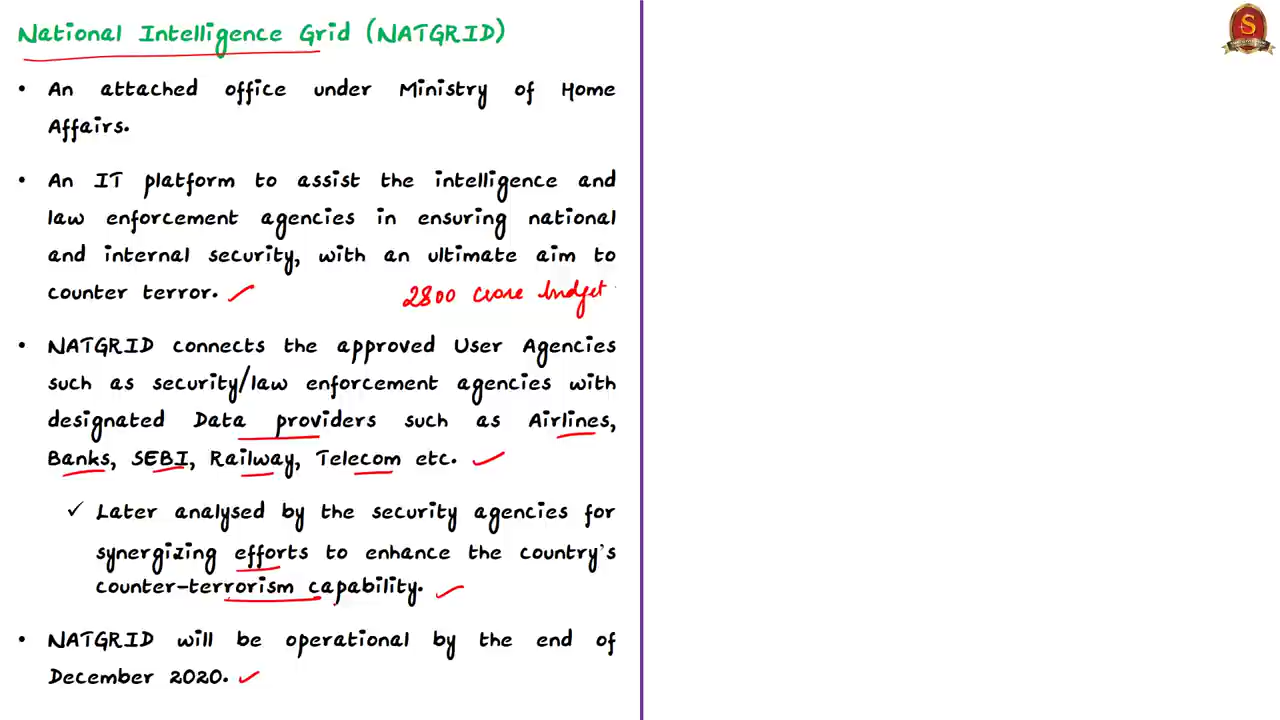 National Intelligence Grid (NATGRID)
• An attached office under Ministry of Home
Affairs.
• An IT platform to assist the intelligence and
law enforcement agencies in ensuring national
and internal security, with an ultimate aim to
counter terror.
2800 crore budget
• NATGRID connects the approved User Agencies
such as security/law enforcement agencies with
designated Data providers such as Airlines,
Banks, SEBI, Railway, Telecom etc.
✓ Later analysed by the security agencies for
synergizing efforts to enhance the country's
counter-terrorism capability.
• NATGRID will be operational by the end of
December 2020.
S